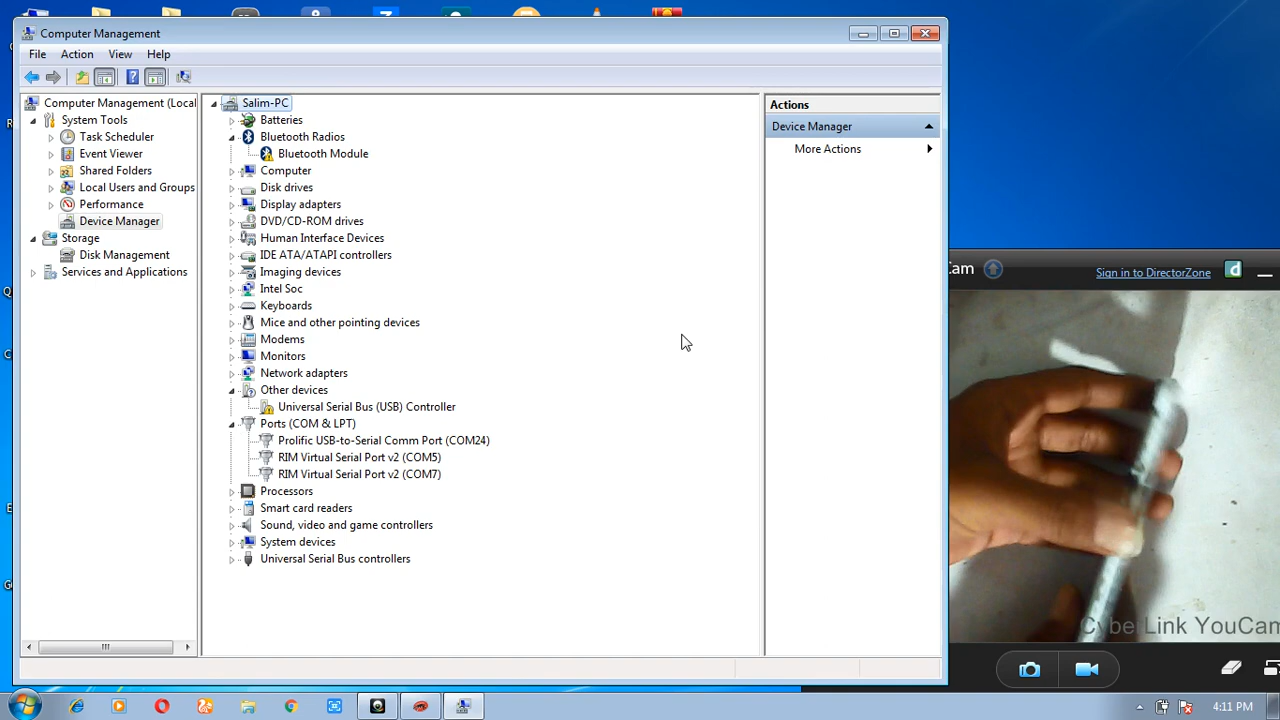 Computer Management
File Action View Help
Computer Management (Local
System Tools
Task Scheduler
Event Viewer
Shared Folders
Local Users and Groups
Performance
Device Manager
Storage
Disk Management
Services and Applications
Salim-PC
Batteries
Bluetooth Radios
Bluetooth Module
Computer
Disk drives
Display adapters
DVD/CD-ROM drives
Human Interface Devices
IDE ATA/ATAPI controllers
Imaging devices
Intel Soc
Keyboards
Mice and other pointing devices
Modems
Monitors
Network adapters
Other devices
Universal Serial Bus (USB) Controller
Ports (COM & LPT)
Prolific USB-to-Serial Comm Port (COM24)
RIM Virtual Serial Port v2 (COM5)
RIM Virtual Serial Port v2 (COM7)
Processors
Smart card readers
Sound, video and game controllers
System devices
Universal Serial Bus controllers
Actions
Device Manager
More Actions
Cam
Sign in to DirectorZone
CyberLink YouCam
4:11 PM